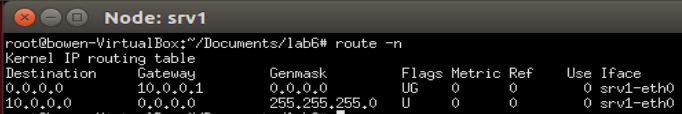 Node: srv1
root@bowen-VirtualBox:~/Documents/lab6# route -n
Kernel IP routing table
Destination     Gateway         Genmask         Flags Metric Ref    Use Iface
0.0.0.0         10.0.0.1        0.0.0.0         UG    0      0        0 srv1-eth0
10.0.0.0        0.0.0.0         255.255.255.0   U     0      0        0 srv1-eth0